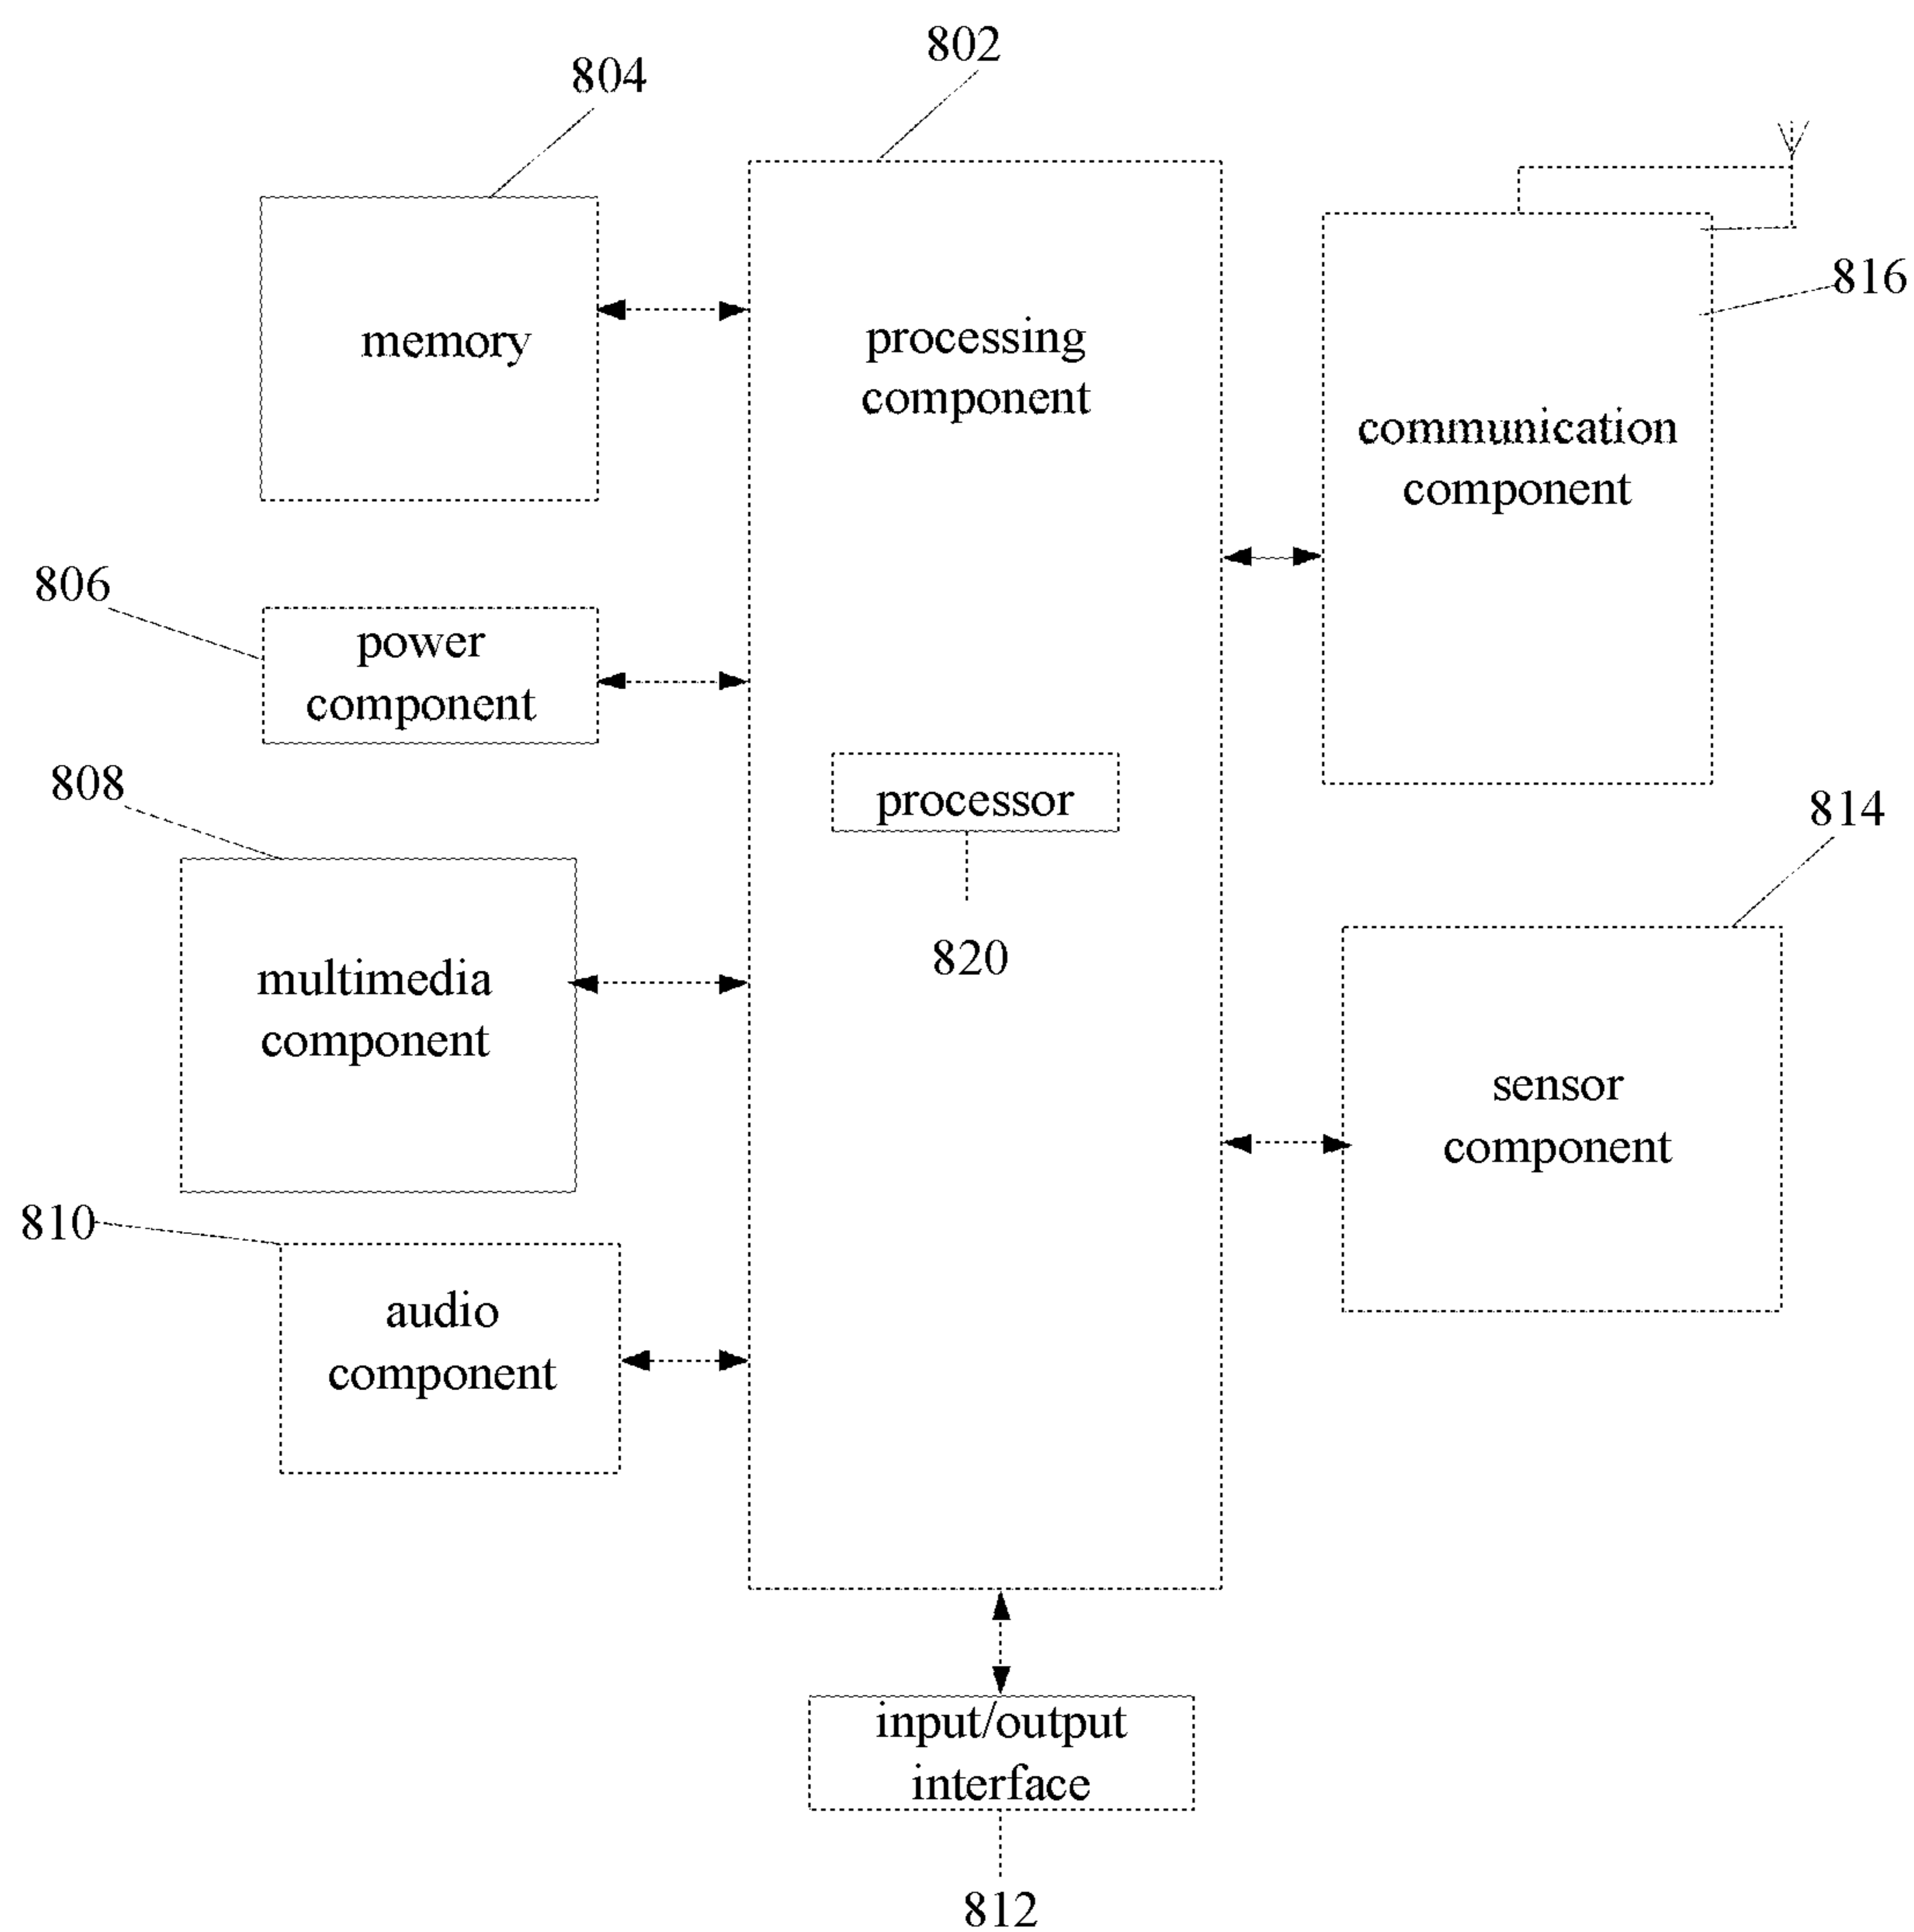 802
804
memory
processing
component
816
communication
component
806
power
component
808
processor
814
820
multimedia
component
sensor
component
810
audio
component
input/output
interface
812